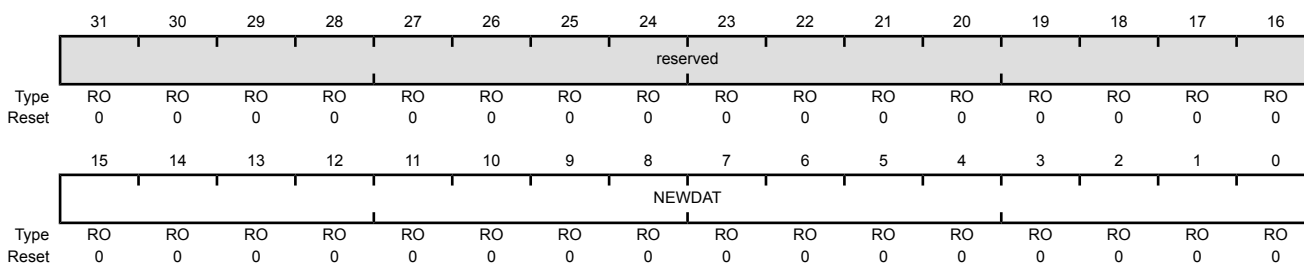 31 30 29 28 27 26 25 24 23 22 21 20 19 18 17 16
reserved
Type RO RO RO RO RO RO RO RO RO RO RO RO RO RO RO RO
Reset 0 0 0 0 0 0 0 0 0 0 0 0 0 0 0 0
15 14 13 12 11 10 9 8 7 6 5 4 3 2 1 0
NEWDAT
Type RO RO RO RO RO RO RO RO RO RO RO RO RO RO RO RO
Reset 0 0 0 0 0 0 0 0 0 0 0 0 0 0 0 0